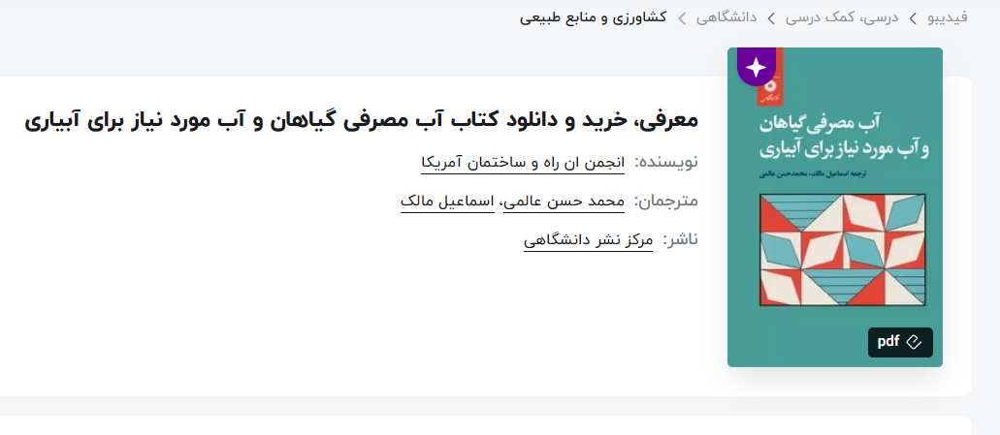 فیدیبو > درسی، کمک درسی > دانشگاهی > کشاورزی و منابع طبیعی
معرفی، خرید و دانلود کتاب آب مصرفی گیاهان و آب مورد نیاز برای آبیاری
نویسنده: انجمن ان راه و ساختمان آمریکا
مترجمان: محمد حسن عالمی، اسماعیل مالک
ناشر: مرکز نشر دانشگاهی
آب مصرفی گیاهان
و آب مورد نیاز برای آبیاری
ترجمه اسماعیل مالک، محمدحسن عالمی
pdf